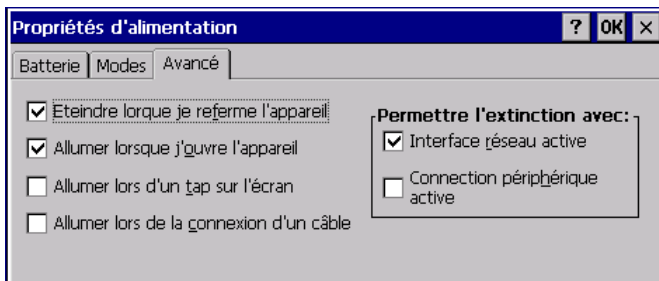 Propriétés d'alimentation ? OK ×
Batterie Modes Avancé
Eteindre lorque je referme l'appareil
Allumer lorsque j'ouvre l'appareil
Allumer lors d'un tap sur l'écran
Allumer lors de la connexion d'un câble
Permettre l'extinction avec:
Interface réseau active
Connection périphérique
active